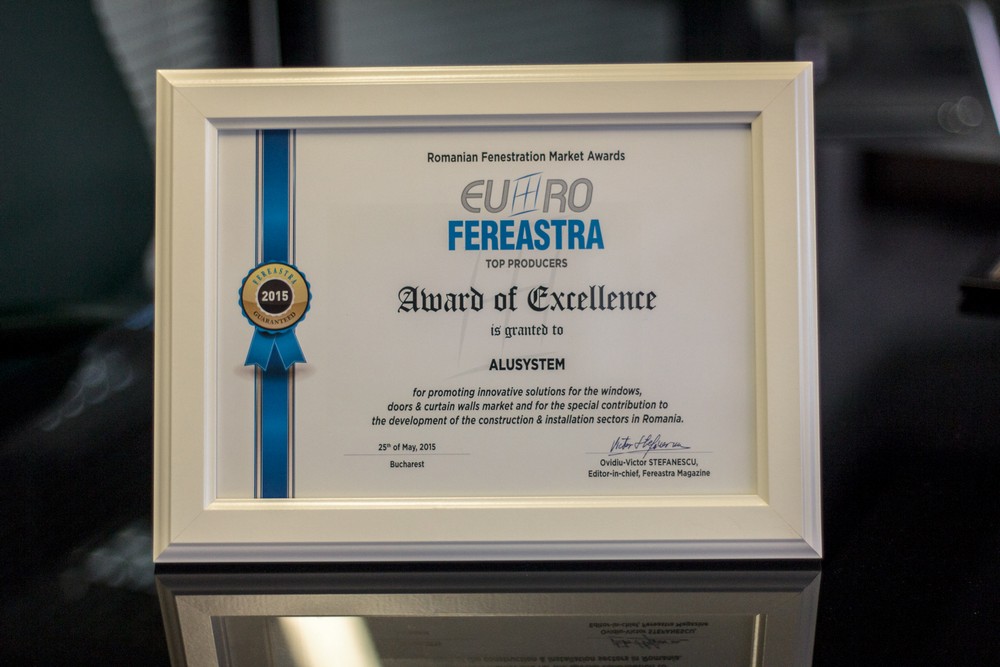 Romanian Fenestration Market Awards
EURO
FEREASTRA
TOP PRODUCERS
Award of Excellence
is granted to
ALUSYSTEM
for promoting innovative solutions for the windows,
doors & curtain walls market and for the special contribution to
the development of the construction & installation sectors in Romania.
FEREASTRA
2015
GUARANTEED
25th of May, 2015
Bucharest
Victor Stefanescu
Ovidiu-Victor STEFANESCU,
Editor-in-chief, Fereastra Magazine